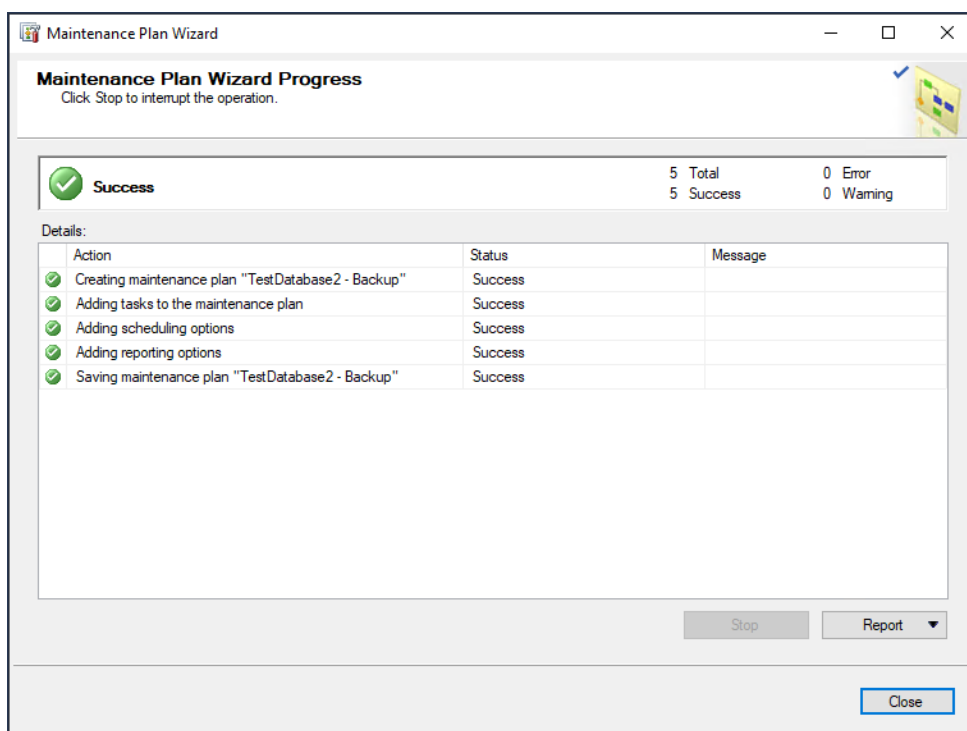 Maintenance Plan Wizard
Maintenance Plan Wizard Progress
Click Stop to interrupt the operation.
Success
5 Total 0 Error
5 Success 0 Warning
Details:
Action Status Message
Creating maintenance plan "TestDatabase2 - Backup" Success
Adding tasks to the maintenance plan Success
Adding scheduling options Success
Adding reporting options Success
Saving maintenance plan "TestDatabase2 - Backup" Success
Stop Report
Close